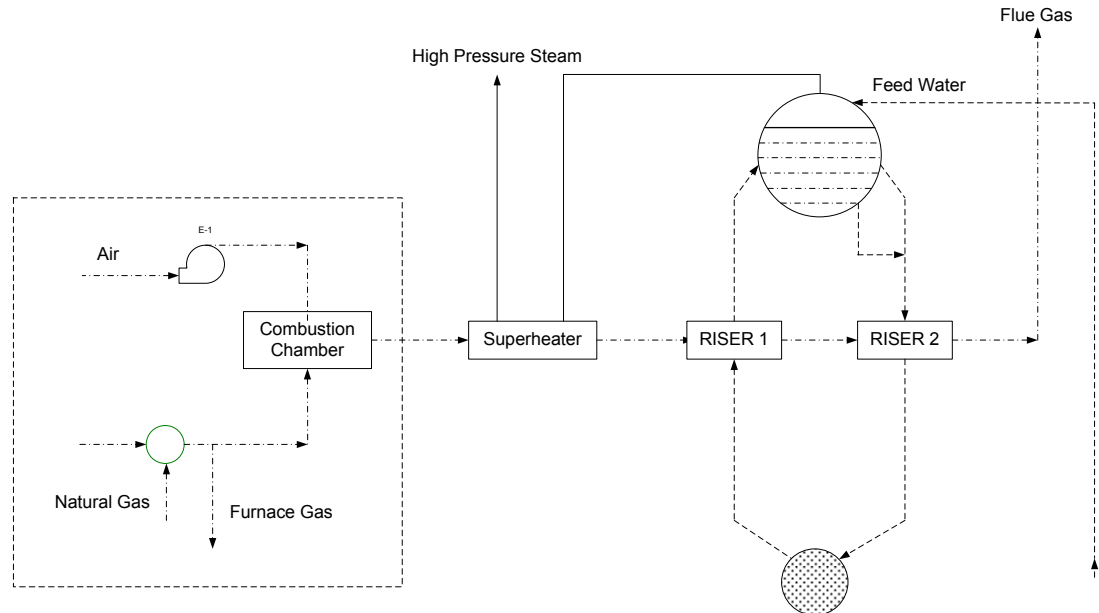 Flue Gas
High Pressure Steam
Feed Water
E-1
Air
Combustion
Chamber
Superheater
RISER 1
RISER 2
Natural Gas
Furnace Gas